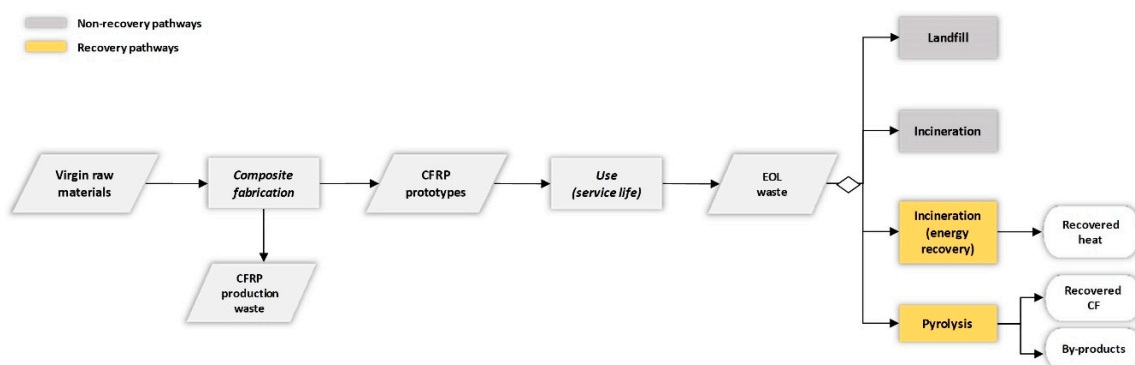 Non-recovery pathways
Recovery pathways
Landfill
Incineration
Virgin raw
materials
Composite
fabrication
CFRP
prototypes
Use
(service life)
EOL
waste
Incineration
(energy
recovery)
Recovered
heat
CFRP
production
waste
Pyrolysis
Recovered
CF
By-products